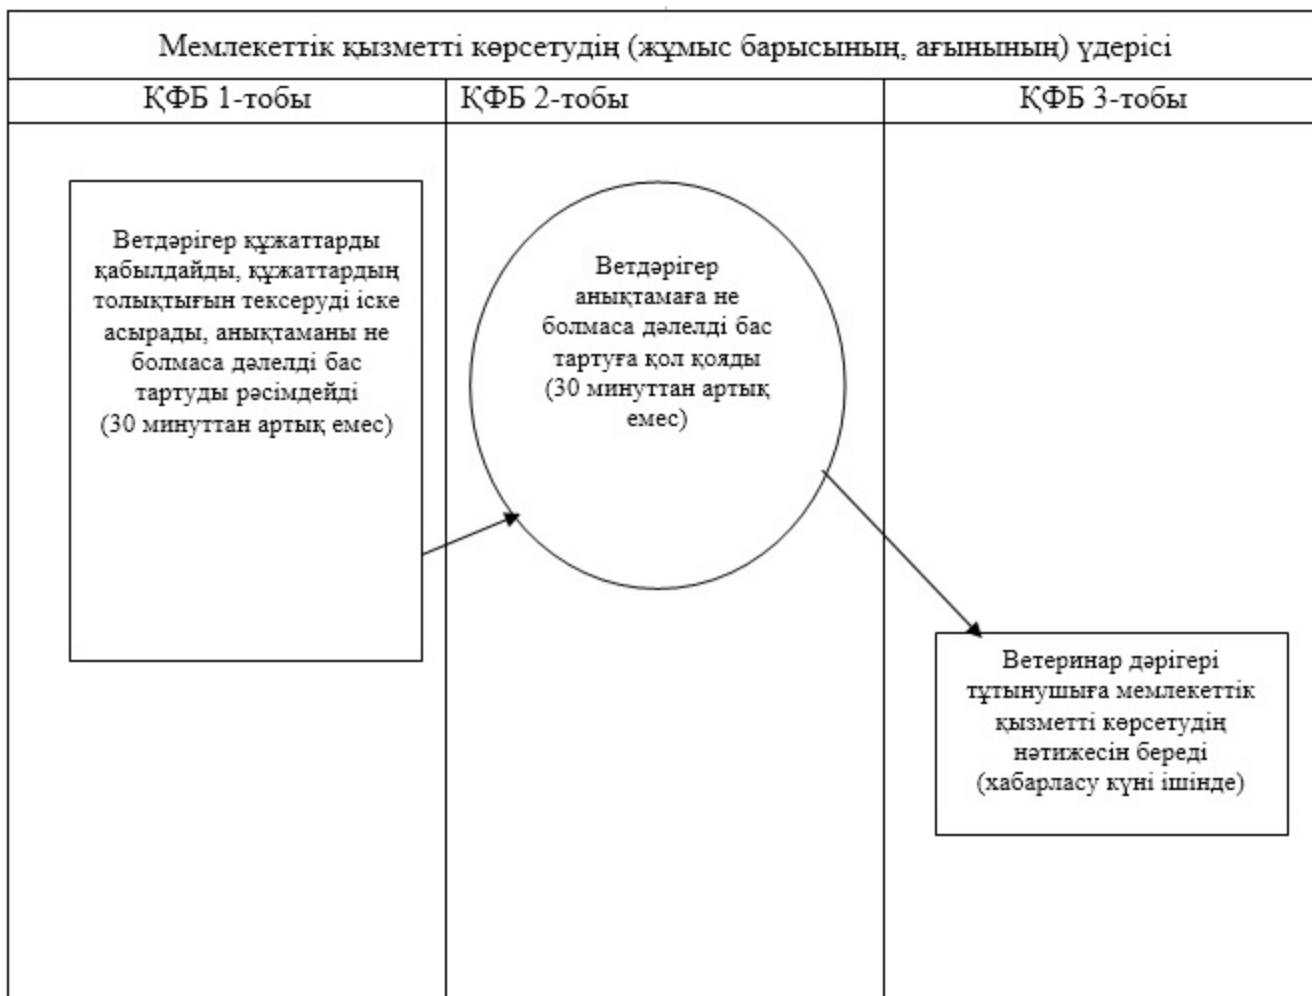 Мемлекеттік қызметті көрсетудің (жұмыс барысының, ағынының) үдерісі
ҚФБ 1-тобы
ҚФБ 2-тобы
ҚФБ 3-тобы
Ветдәрігер құжаттарды
қабылдайды, құжаттардың
толықтығын тексеруді іске
асырады, анықтаманы не
болмаса дәлелді бас
тартуды рәсімдейді
(30 минуттан артық емес)
Ветдәрігер
анықтамаға не
болмаса дәлелді бас
тартуға қол қояды
(30 минуттан артық
емес)
Ветеринар дәрігері
тұтынушыға мемлекеттік
қызметті көрсетудің
нәтижесін береді
(хабарласу күні ішінде)